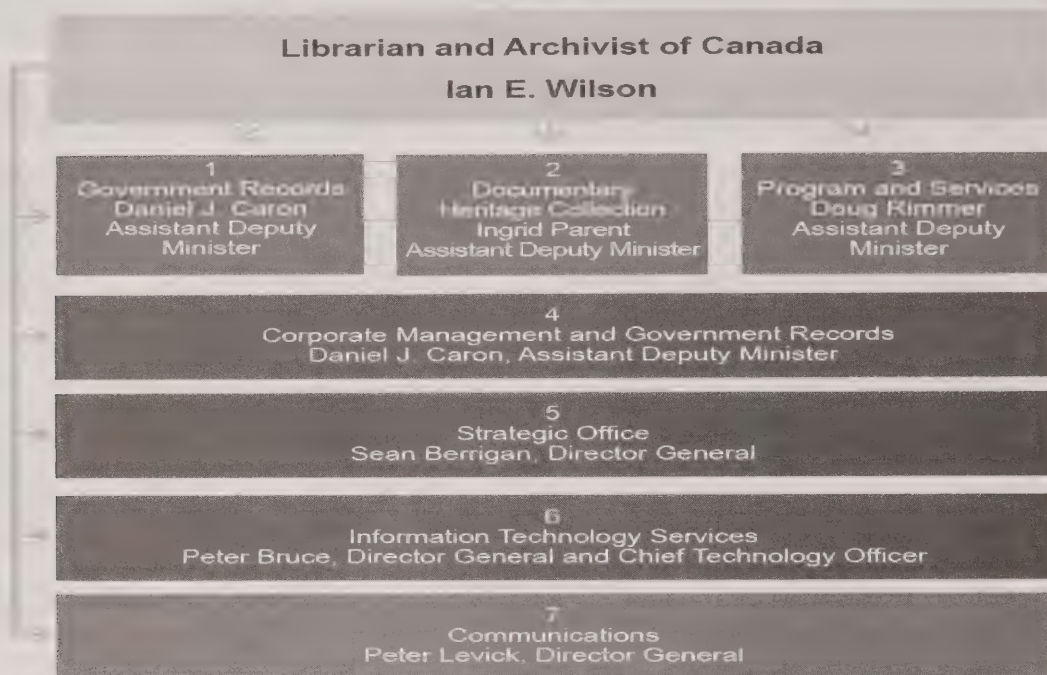 Librarian and Archivist of Canada
Ian E. Wilson
1
Government Records
Daniel J. Caron
Assistant Deputy
Minister
2
Documentary
Heritage Collection
Ingrid Parent
Assistant Deputy Minister
3
Program and Services
Doug Rimmer
Assistant Deputy
Minister
4
Corporate Management and Government Records
Daniel J. Caron, Assistant Deputy Minister
5
Strategic Office
Sean Berrigan, Director General
6
Information Technology Services
Peter Bruce, Director General and Chief Technology Officer
7
Communications
Peter Levick, Director General